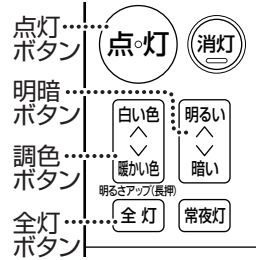 点灯
ボタン
点◦灯
消灯
明暗
ボタン
白い色
明るい
調色
ボタン
暖かい色
暗い
明るさアップ(長押)
全灯
ボタン
全 灯
常夜灯